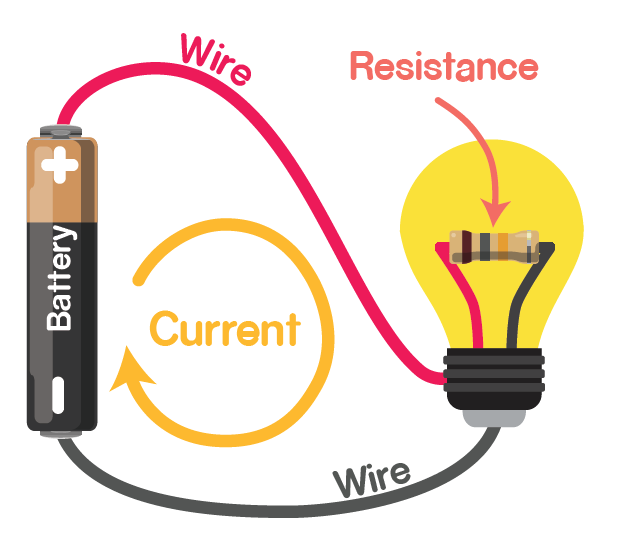 Wire
Resistance
+
Battery
Current
-
Wire